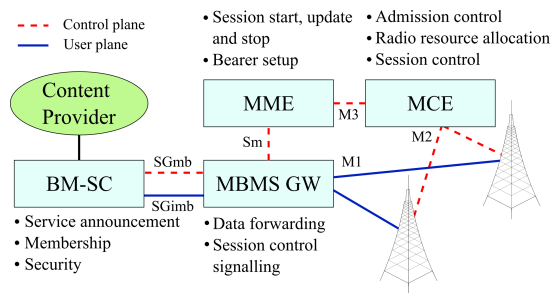 Control plane
User plane
• Session start, update
and stop
• Bearer setup
• Admission control
• Radio resource allocation
• Session control
Content
Provider
MME
M3
MCE
Sm
M2
BM-SC
SGmb
SGimb
MBMS GW
M1
• Service announcement
• Membership
• Security
• Data forwarding
• Session control
signalling